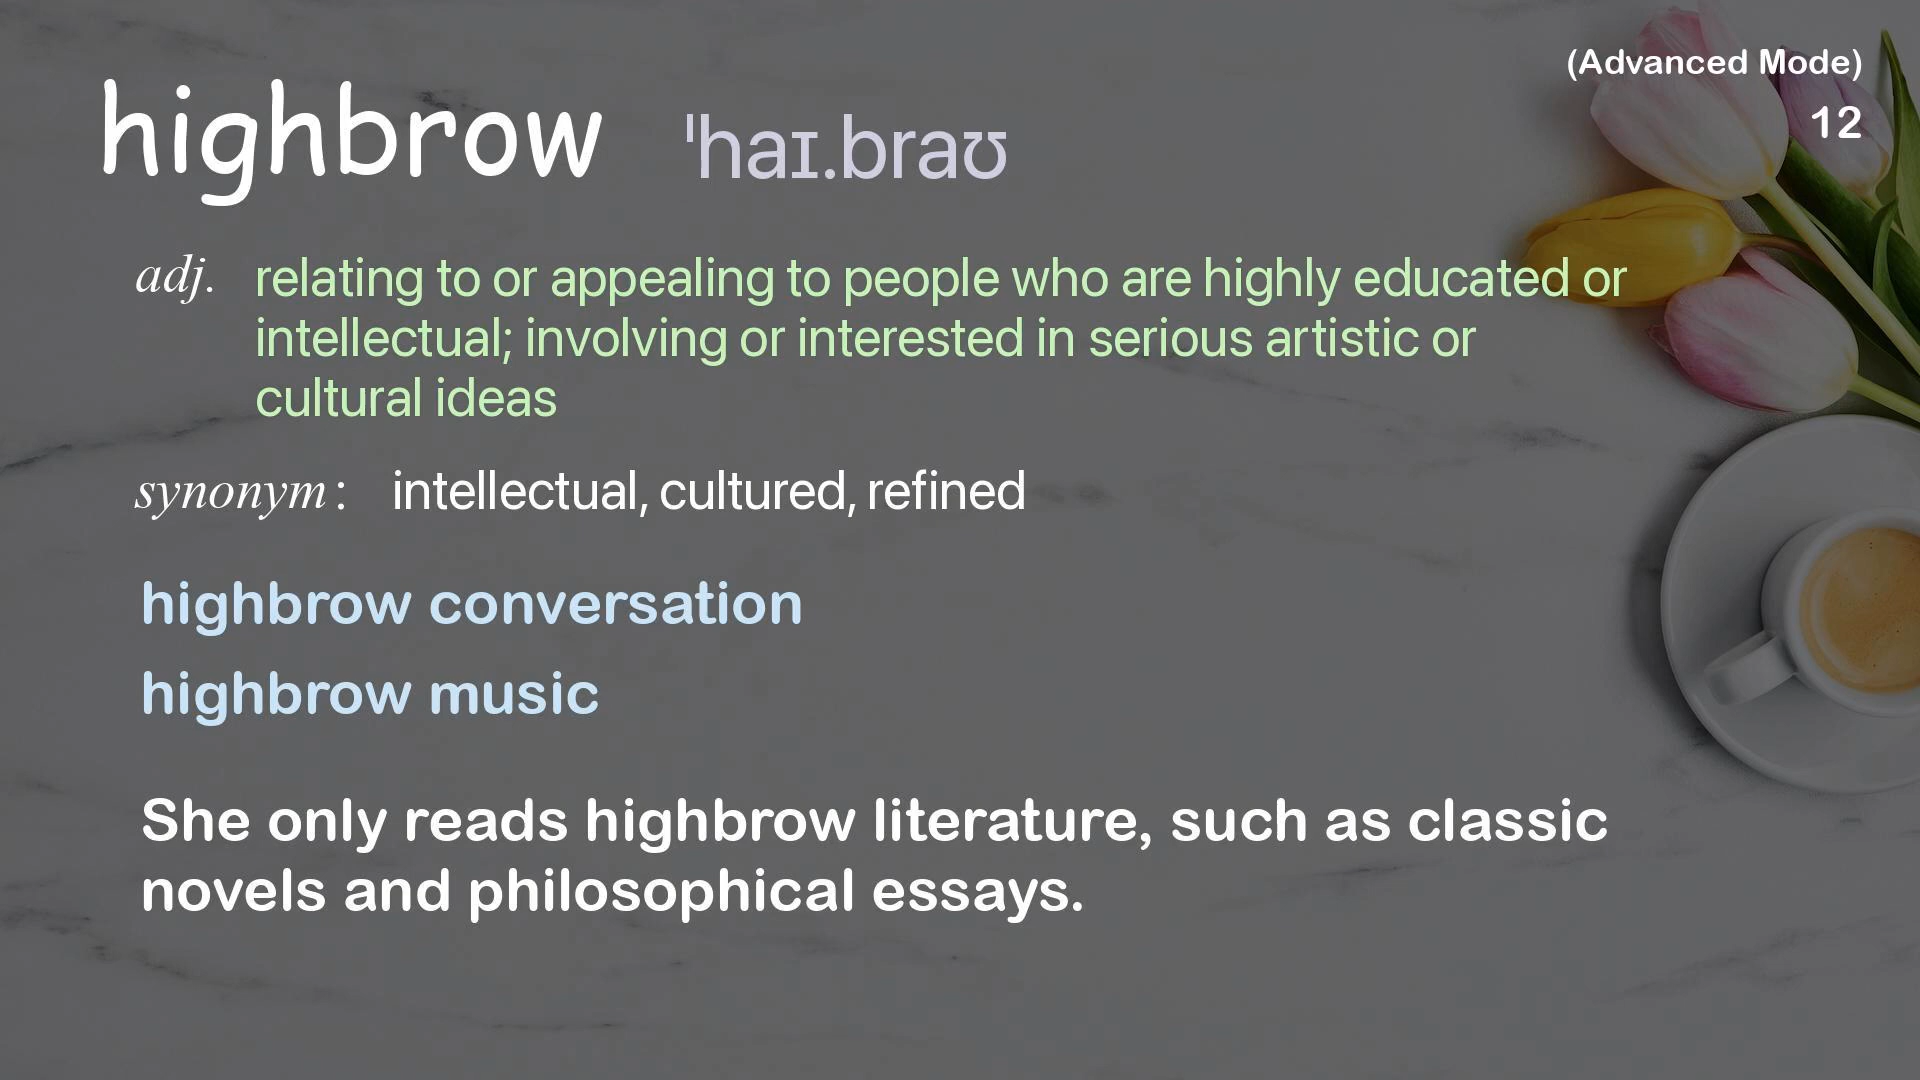 (Advanced Mode)
12
highbrow ˈhaɪ.braʊ
adj. relating to or appealing to people who are highly educated or
intellectual; involving or interested in serious artistic or
cultural ideas
synonym : intellectual, cultured, refined
highbrow conversation
highbrow music
She only reads highbrow literature, such as classic
novels and philosophical essays.